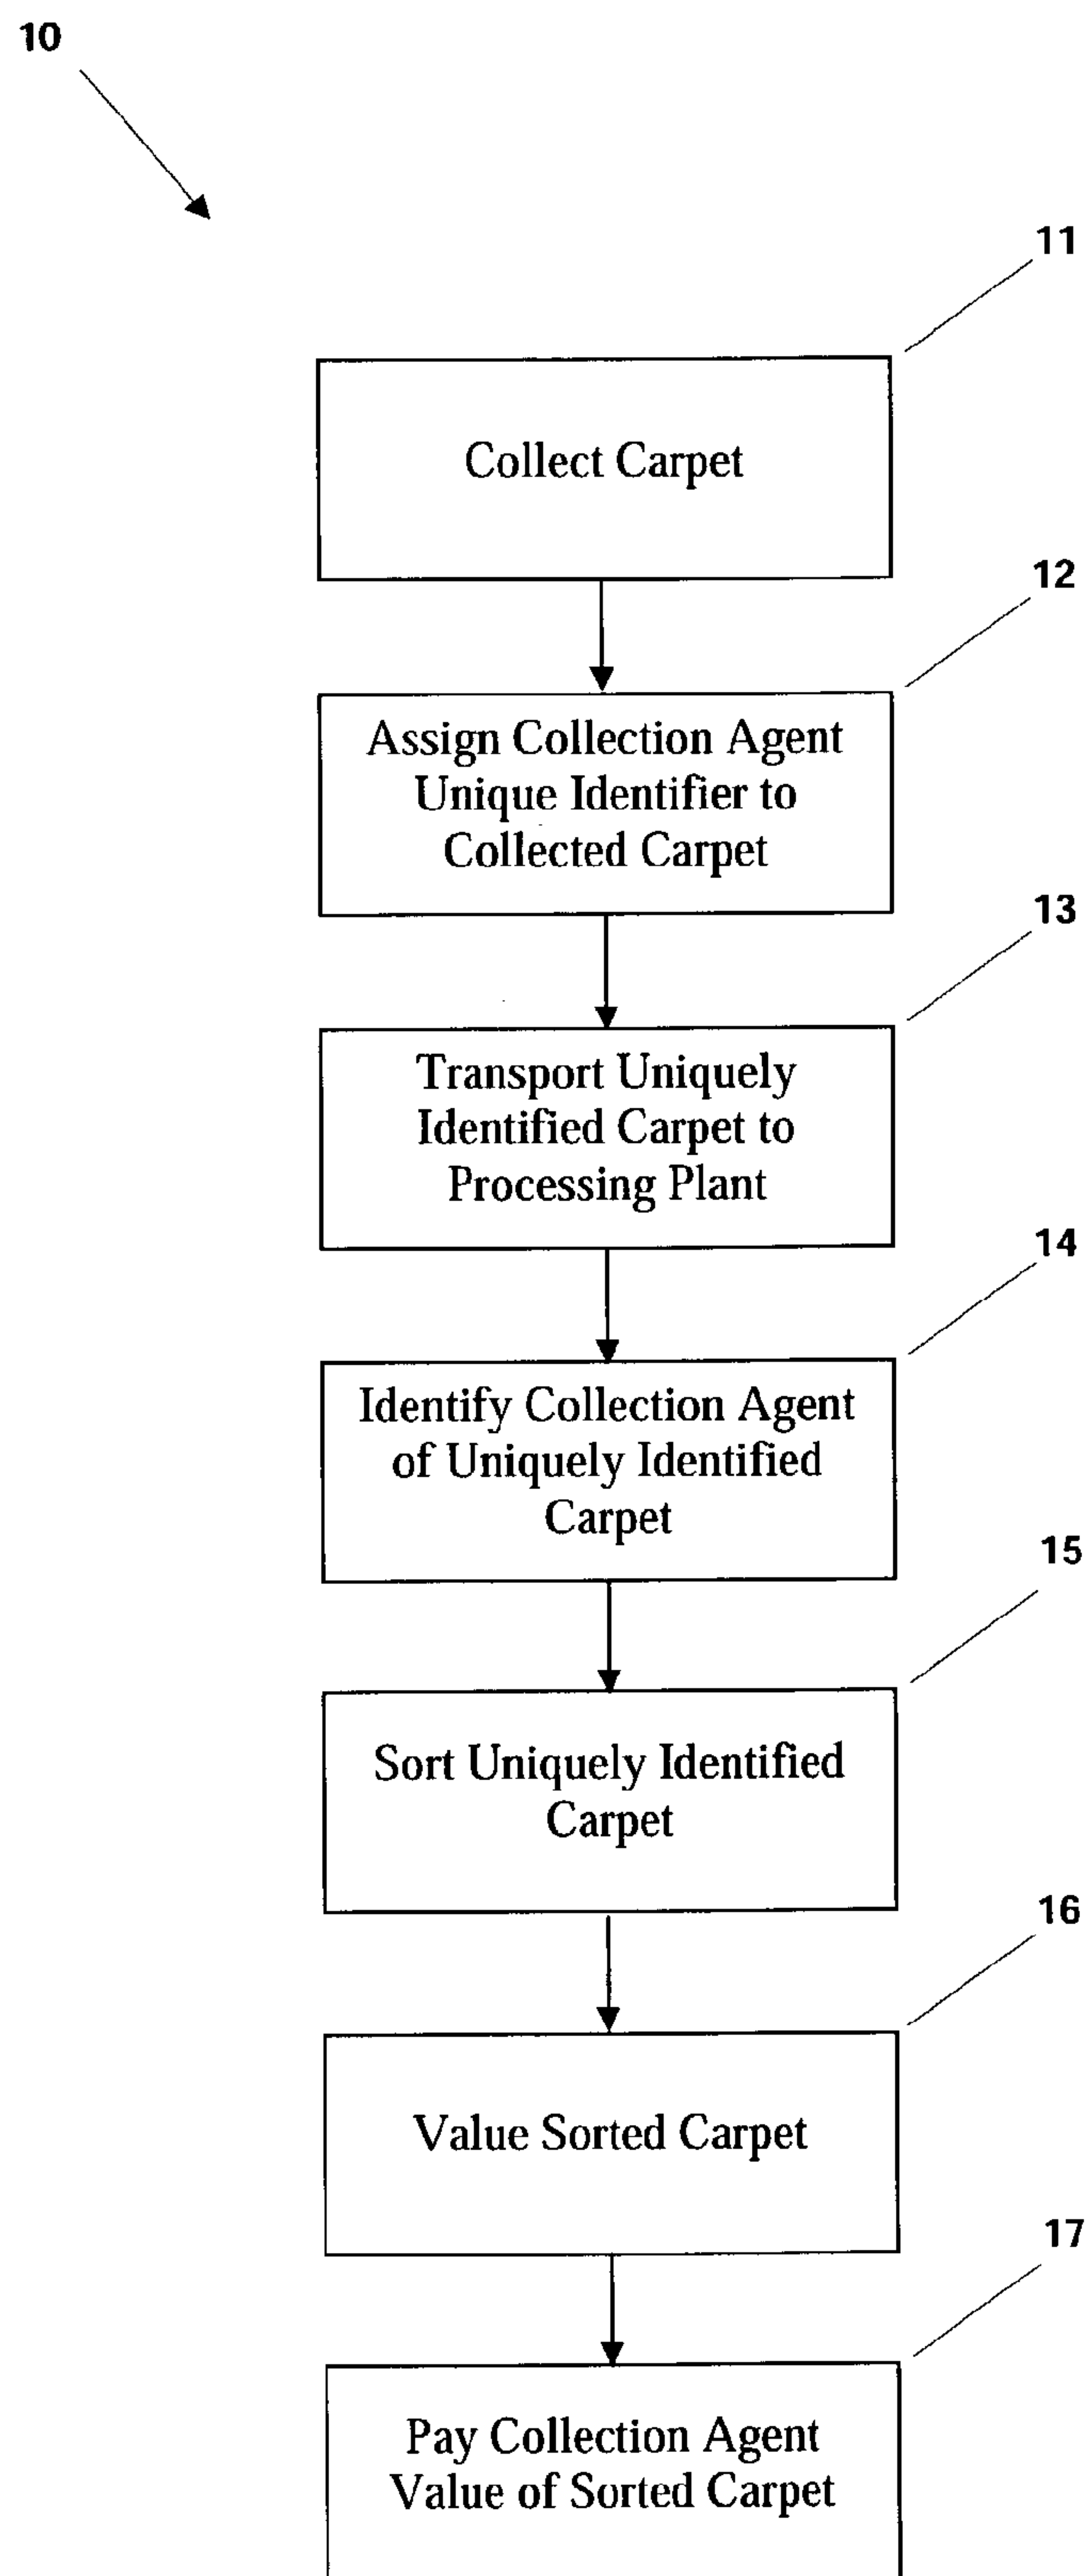 10
11
Collect Carpet
12
Assign Collection Agent
Unique Identifier to
Collected Carpet
13
Transport Uniquely
Identified Carpet to
Processing Plant
14
Identify Collection Agent
of Uniquely Identified
Carpet
15
Sort Uniquely Identified
Carpet
16
Value Sorted Carpet
17
Pay Collection Agent
Value of Sorted Carpet